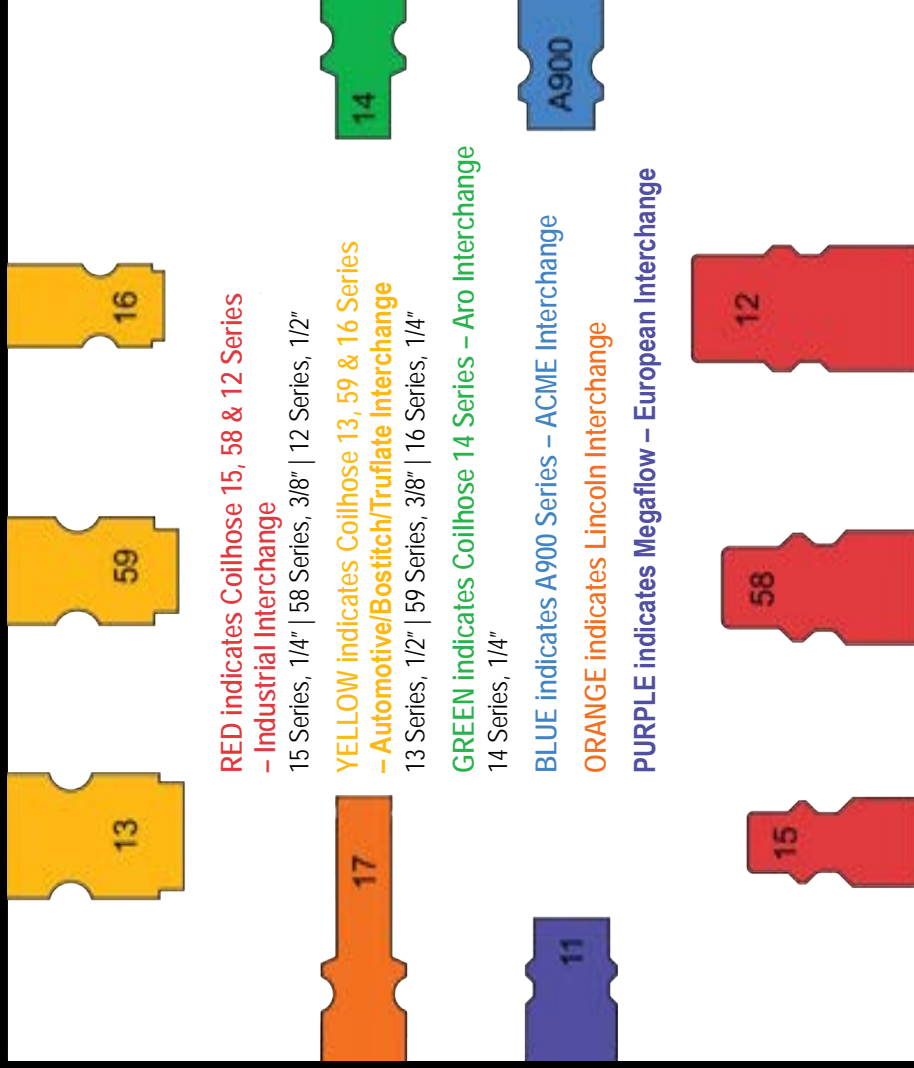 16
59
13
14
A900
RED indicates Coilhose 15, 58 & 12 Series
– Industrial Interchange
15 Series, 1/4" | 58 Series, 3/8" | 12 Series, 1/2"
YELLOW indicates Coilhose 13, 59 & 16 Series
– Automotive/Bostitch/Truflate Interchange
13 Series, 1/2" | 59 Series, 3/8" | 16 Series, 1/4"
GREEN indicates Coilhose 14 Series – Aro Interchange
14 Series, 1/4"
BLUE indicates A900 Series – ACME Interchange
ORANGE indicates Lincoln Interchange
PURPLE indicates Megaflow – European Interchange
17
11
12
58
15